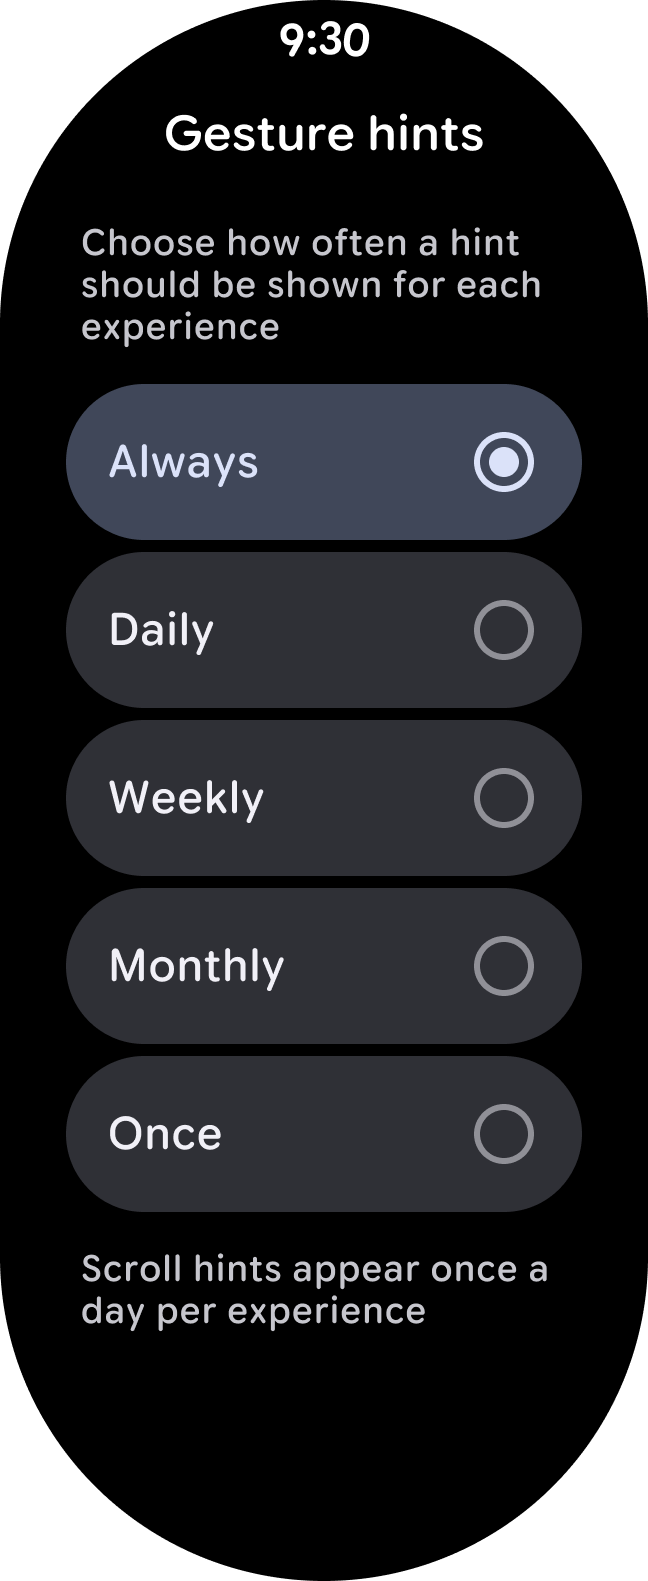 9:30
Gesture hints
Choose how often a hint
should be shown for each
experience
Always
Daily
Weekly
Monthly
Once
Scroll hints appear once a
day per experience